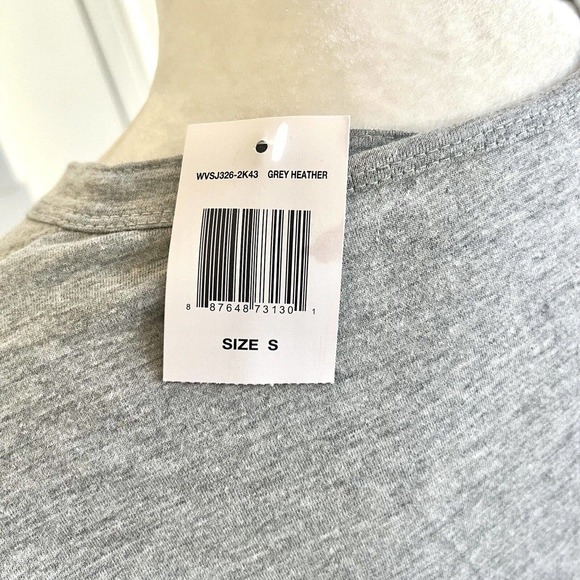 WVSJ326-2K43 GREY HEATHER
8 87648 73130 1
SIZE S